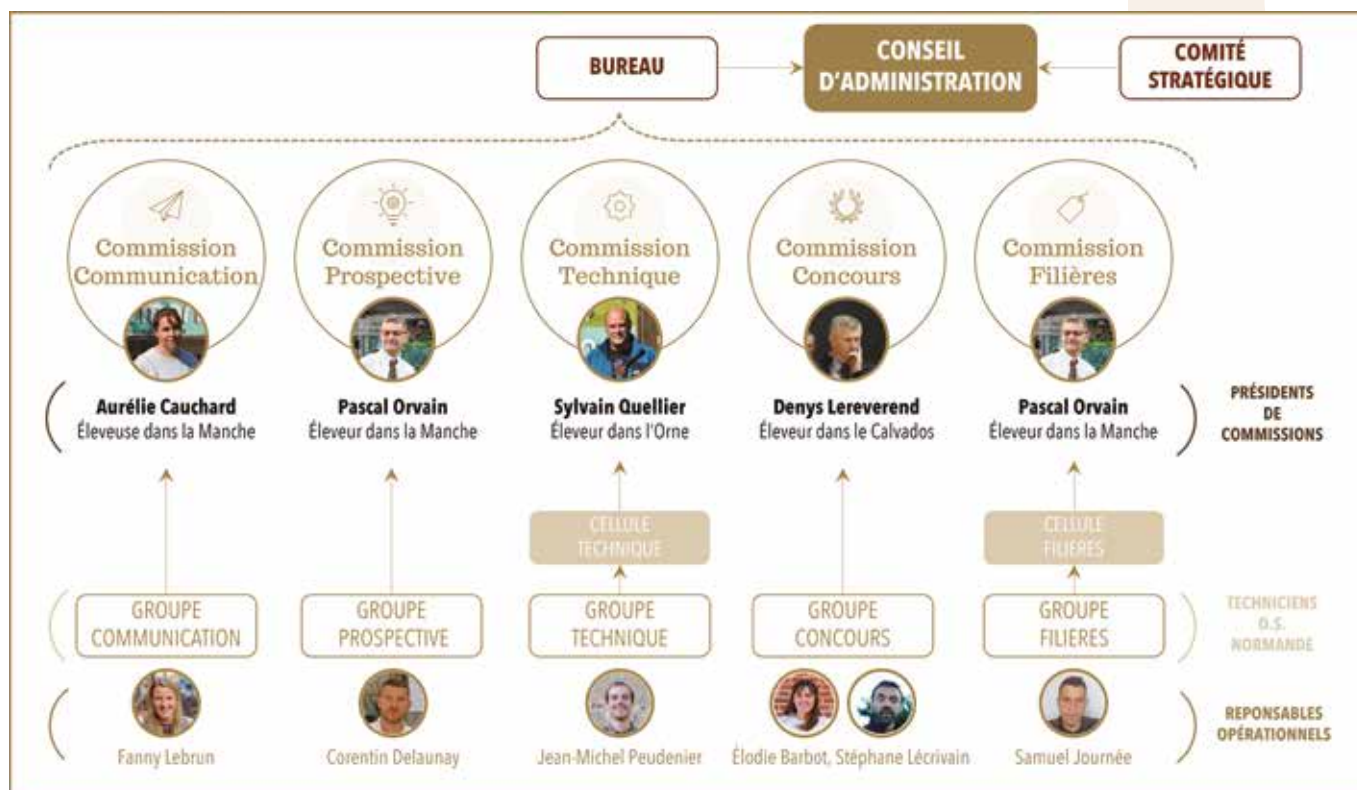 BUREAU
CONSEIL
D'ADMINISTRATION
COMITÉ
STRATÉGIQUE
Commission
Communication
Commission
Prospective
Commission
Technique
Commission
Concours
Commission
Filières
Aurélie Cauchard
Éleveuse dans la Manche
Pascal Orvain
Éleveur dans la Manche
Sylvain Quellier
Éleveur dans l'Orne
Denys Lereverend
Éleveur dans le Calvados
Pascal Orvain
Éleveur dans la Manche
PRÉSIDENTS
DE
COMMISSIONS
CELLULE
TECHNIQUE
CELLULE
FILIERES
GROUPE
COMMUNICATION
GROUPE
PROSPECTIVE
GROUPE
TECHNIQUE
GROUPE
CONCOURS
GROUPE
FILIERES
TECHNICIENS
O.S.
NORMANDE
Fanny Lebrun
Corentin Delaunay
Jean-Michel Peudenier
Élodie Barbot, Stéphane Lécrivain
Samuel Journée
REPONSABLES
OPÉRATIONNELS